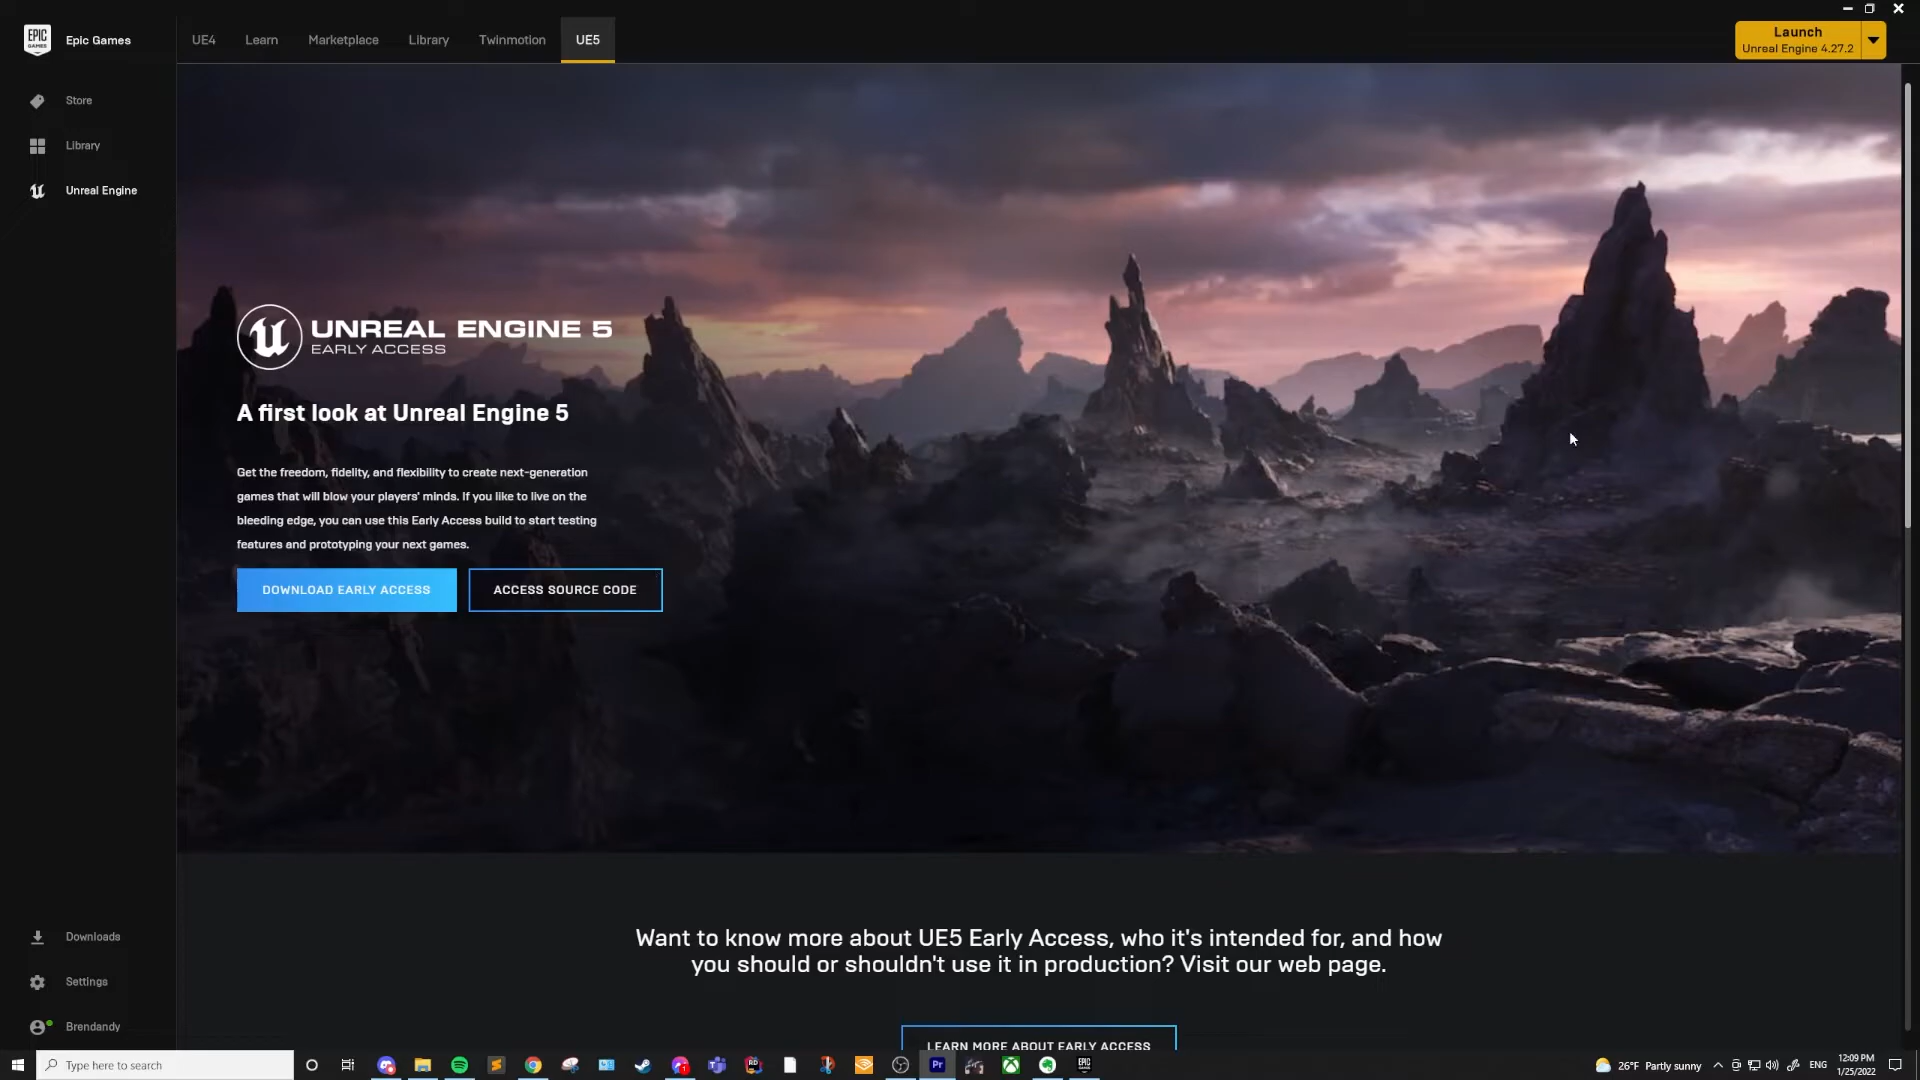 EPIC GAMES
Epic Games
UE4
Learn
Marketplace
Library
Twinmotion
UE5
Launch
Unreal Engine 4.27.2
Store
Library
Unreal Engine
UNREAL ENGINE 5
EARLY ACCESS
A first look at Unreal Engine 5
Get the freedom, fidelity, and flexibility to create next-generation
games that will blow your players' minds. If you like to live on the
bleeding edge, you can use this Early Access build to start testing
features and prototyping your next games.
DOWNLOAD EARLY ACCESS
ACCESS SOURCE CODE
Want to know more about UE5 Early Access, who it's intended for, and how
you should or shouldn't use it in production? Visit our web page.
LEARN MORE ABOUT EARLY ACCESS
Downloads
Settings
Brendandy
Type here to search
RD
Pr
EPIC GAMES
26°F Partly sunny
ENG
12:09 PM
1/25/2022